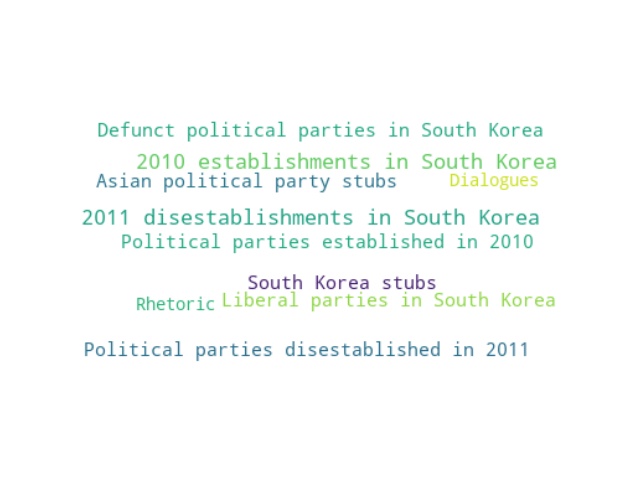 Defunct political parties in South Korea
2010 establishments in South Korea
Asian political party stubs
Dialogues
2011 disestablishments in South Korea
Political parties established in 2010
South Korea stubs
Rhetoric
Liberal parties in South Korea
Political parties disestablished in 2011